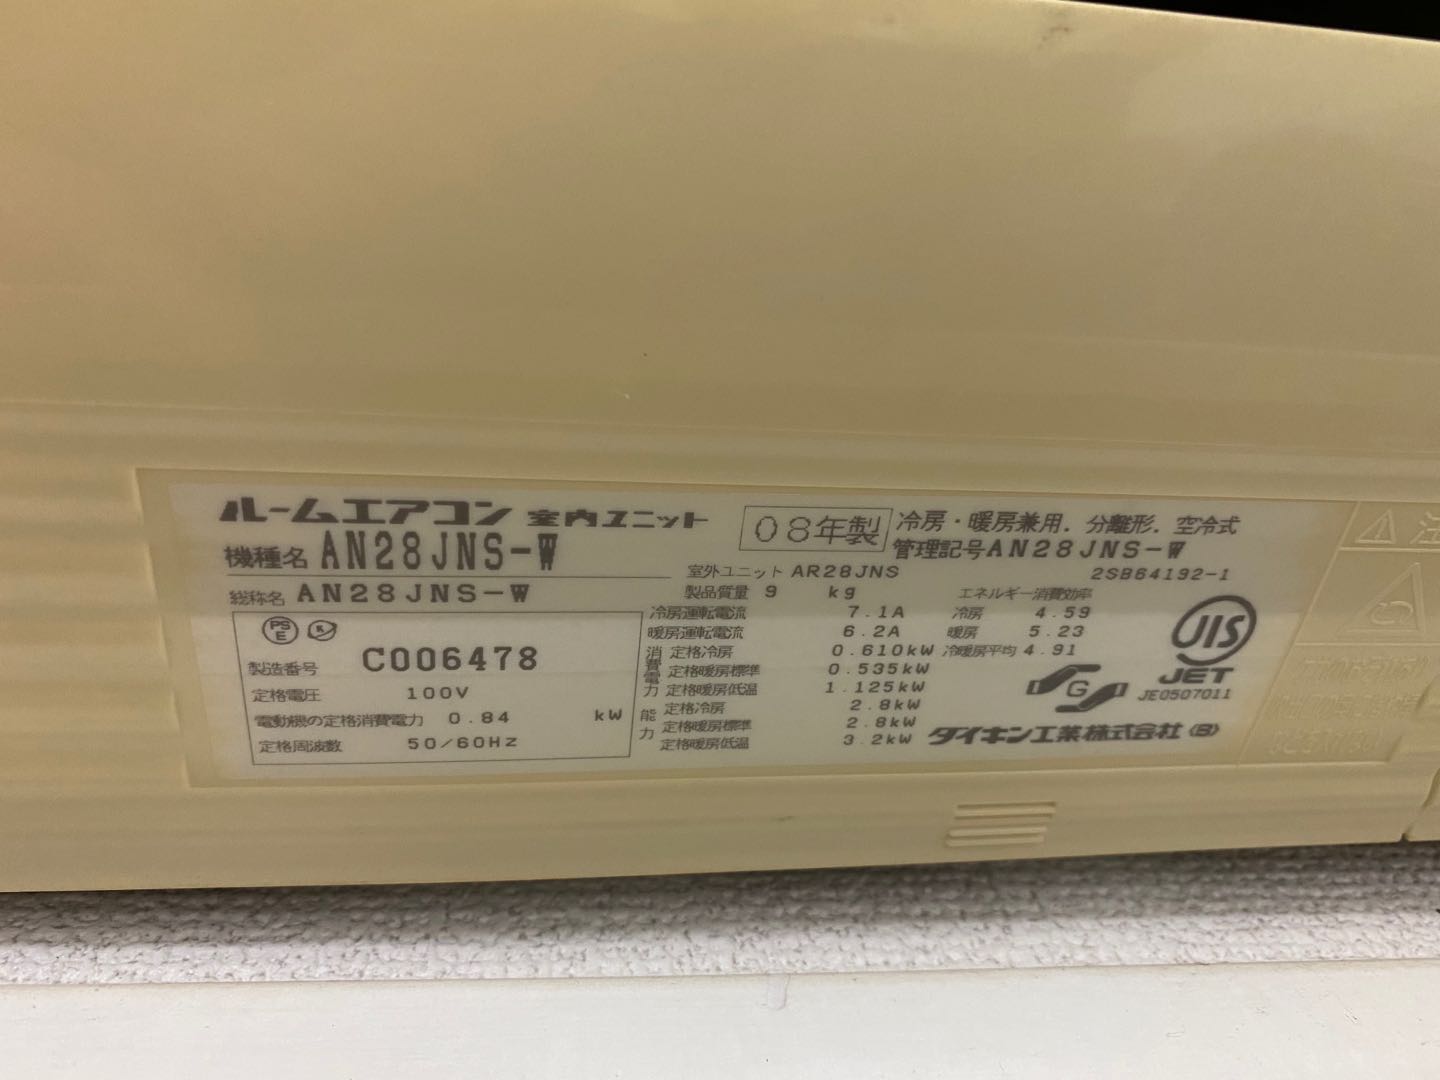 ルームエアコン 室内ユニット
機種名 AN28JNS-W
総称名 AN28JNS-W
PS
E
製造番号 C006478
定格電圧 100V
電動機の定格消費電力 0.84 kW
定格周波数 50/60Hz
08年製
冷房・暖房兼用. 分離形. 空冷式
管理記号AN28JNS-W
室外ユニット AR28JNS 2SB64192-1
製品質量 9 kg
冷房運転電流 7.1A
暖房運転電流 6.2A
消費電力
定格冷房 0.610kW
定格暖房標準 0.535kW
定格暖房低温 1.125kW
能力
定格冷房 2.8kW
定格暖房標準 2.8kW
定格暖房低温 3.2kW
エネルギー消費効率
冷房 4.59
暖房 5.23
冷暖房平均 4.91
G
JIS
JET
JE0507011
ダイキン工業株式会社(B)
注